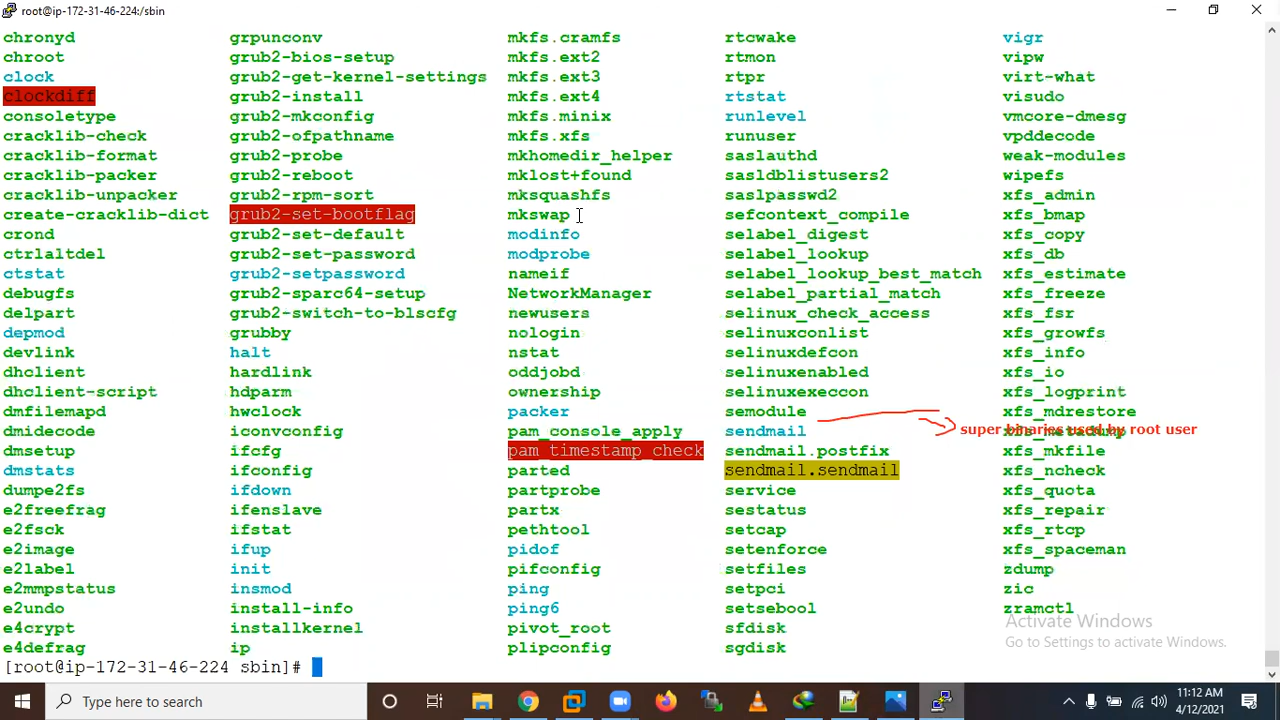 root@ip-172-31-46-224:/sbin
chronyd grpunconv mkfs.cramfs rtcwake vigr
chroot grub2-bios-setup mkfs.ext2 rtmon vipw
clock grub2-get-kernel-settings mkfs.ext3 rtpr virt-what
clockdiff grub2-install mkfs.ext4 rtstat visudo
consoletype grub2-mkconfig mkfs.minix runlevel vmcore-dmesg
cracklib-check grub2-ofpathname mkfs.xfs runuser vpddecode
cracklib-format grub2-probe mkhomedir_helper saslauthd weak-modules
cracklib-packer grub2-reboot mklost+found sasldblistusers2 wipefs
cracklib-unpacker grub2-rpm-sort mksquashfs saslpasswd2 xfs_admin
create-cracklib-dict grub2-set-bootflag mkswap sefcontext_compile xfs_bmap
crond grub2-set-default modinfo selabel_digest xfs_copy
ctrlaltdel grub2-set-password modprobe selabel_lookup xfs_db
ctstat grub2-setpassword nameif selabel_lookup_best_match xfs_estimate
debugfs grub2-sparc64-setup NetworkManager selabel_partial_match xfs_freeze
delpart grub2-switch-to-blscfg newusers selinux_check_access xfs_fsr
depmod grubby nologin selinuxconlist xfs_growfs
devlink halt nstat selinuxdefcon xfs_info
dhclient hardlink oddjobd selinuxenabled xfs_io
dhclient-script hdparm ownership selinuxexeccon xfs_logprint
dmfilemapd hwclock packer semodule xfs_mdrestore
dmidecode iconvconfig pam_console_apply sendmail super binaries used by root user
dmsetup ifcfg pam_timestamp_check sendmail.postfix xfs_mkfile
dmstats ifconfig parted sendmail.sendmail xfs_ncheck
dumpe2fs ifdown partprobe service xfs_quota
e2freefrag ifenslave partx sestatus xfs_repair
e2fsck ifstat pethtool setcap xfs_rtcp
e2image ifup pidof setenforce xfs_spaceman
e2label init pifconfig setfiles zdump
e2mmpstatus insmod ping setpci zic
e2undo install-info ping6 setsebool zramctl
e4crypt installkernel pivot_root sfdisk
e4defrag ip plipconfig sgdisk
[root@ip-172-31-46-224 sbin]#
Activate Windows
Go to Settings to activate Windows.
Type here to search
11:12 AM
4/12/2021